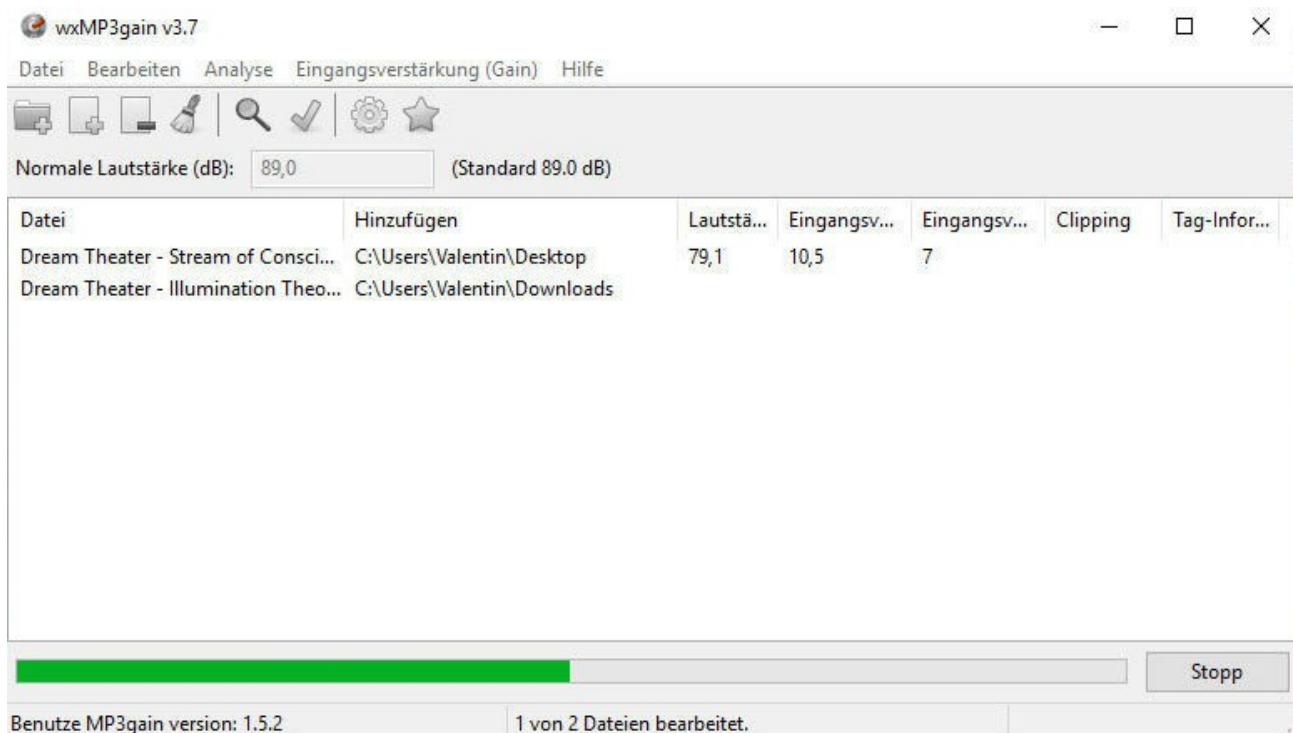 wxMP3gain v3.7
Datei Bearbeiten Analyse Eingangsverstärkung (Gain) Hilfe
Normale Lautstärke (dB): 89,0 (Standard 89.0 dB)
Datei Hinzufügen Lautstä... Eingangsv... Eingangsv... Clipping Tag-Infor...
Dream Theater - Stream of Consci... C:\Users\Valentin\Desktop 79,1 10,5 7
Dream Theater - Illumination Theo... C:\Users\Valentin\Downloads
Stopp
Benutze MP3gain version: 1.5.2 1 von 2 Dateien bearbeitet.